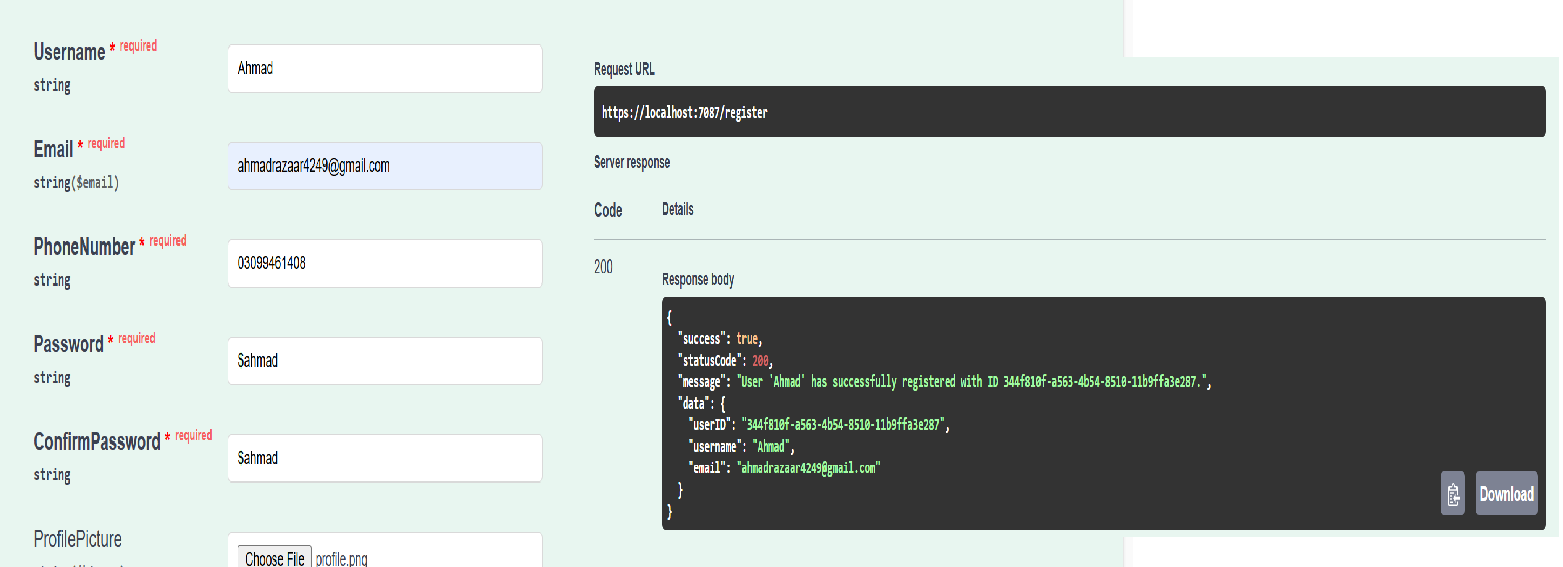 Username * required
string
Ahmad
Email * required
string($email)
ahmadrazaar4249@gmail.com
PhoneNumber * required
string
03099461408
Password * required
string
Sahmad
ConfirmPassword * required
string
Sahmad
ProfilePicture
Choose File profile.png
Request URL
https://localhost:7087/register
Server response
Code Details
200
Response body
{
"success": true,
"statusCode": 200,
"message": "User 'Ahmad' has successfully registered with ID 344f810f-a563-4b54-8510-11b9ffa3e287.",
"data": {
"userID": "344f810f-a563-4b54-8510-11b9ffa3e287",
"username": "Ahmad",
"email": "ahmadrazaar4249@gmail.com"
}
}
Download